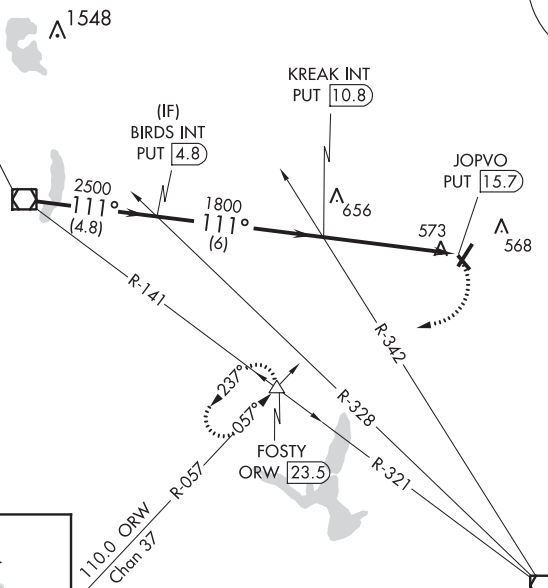 1548
KREAK INT
PUT 10.8
(IF)
BIRDS INT
PUT 4.8
JOPVO
PUT 15.7
2500
111°
(4.8)
1800
111°
(6)
656
573
568
R-141
R-342
237°
057°
R-328
FOSTY
ORW 23.5
R-321
R-057
110.0 ORW
Chan 37